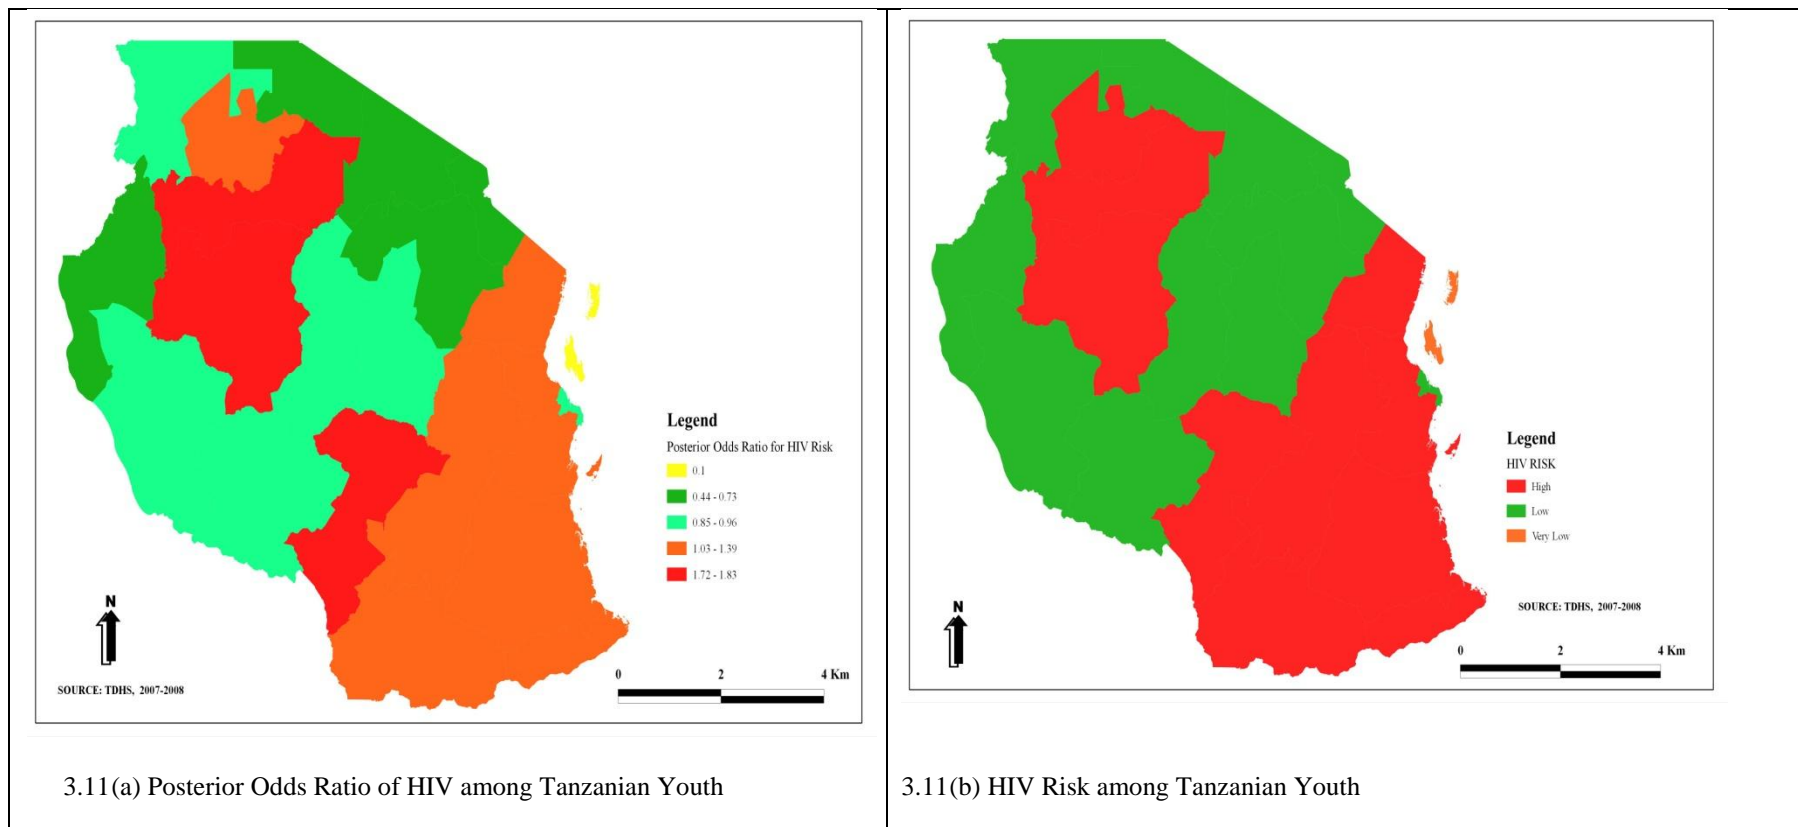 Legend
Posterior Odds Ratio for HIV Risk
0.1
0.44 - 0.73
0.85 - 0.96
1.03 - 1.39
1.72 - 1.83
N
SOURCE: TDHS, 2007-2008
0 2 4 Km
3.11(a) Posterior Odds Ratio of HIV among Tanzanian Youth
Legend
HIV RISK
High
Low
Very Low
N
SOURCE: TDHS, 2007-2008
0 2 4 Km
3.11(b) HIV Risk among Tanzanian Youth